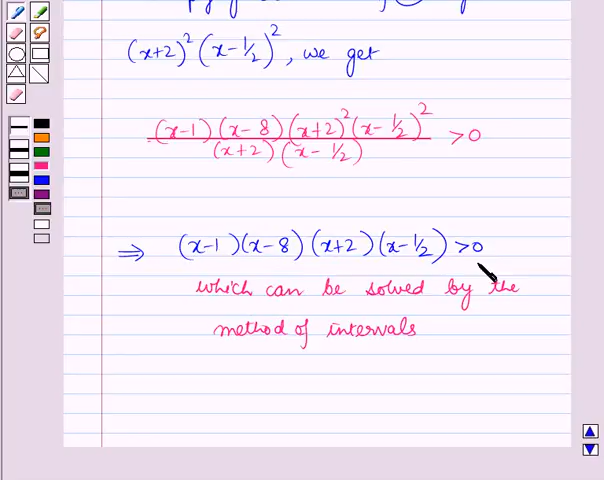 (x+2)² (x-1/2)², we get
(x-1)(x-8)(x+2)²(x-1/2)² / (x+2)(x-1/2) >0
⇒ (x-1)(x-8)(x+2)(x-1/2) >0
which can be solved by the
method of intervals